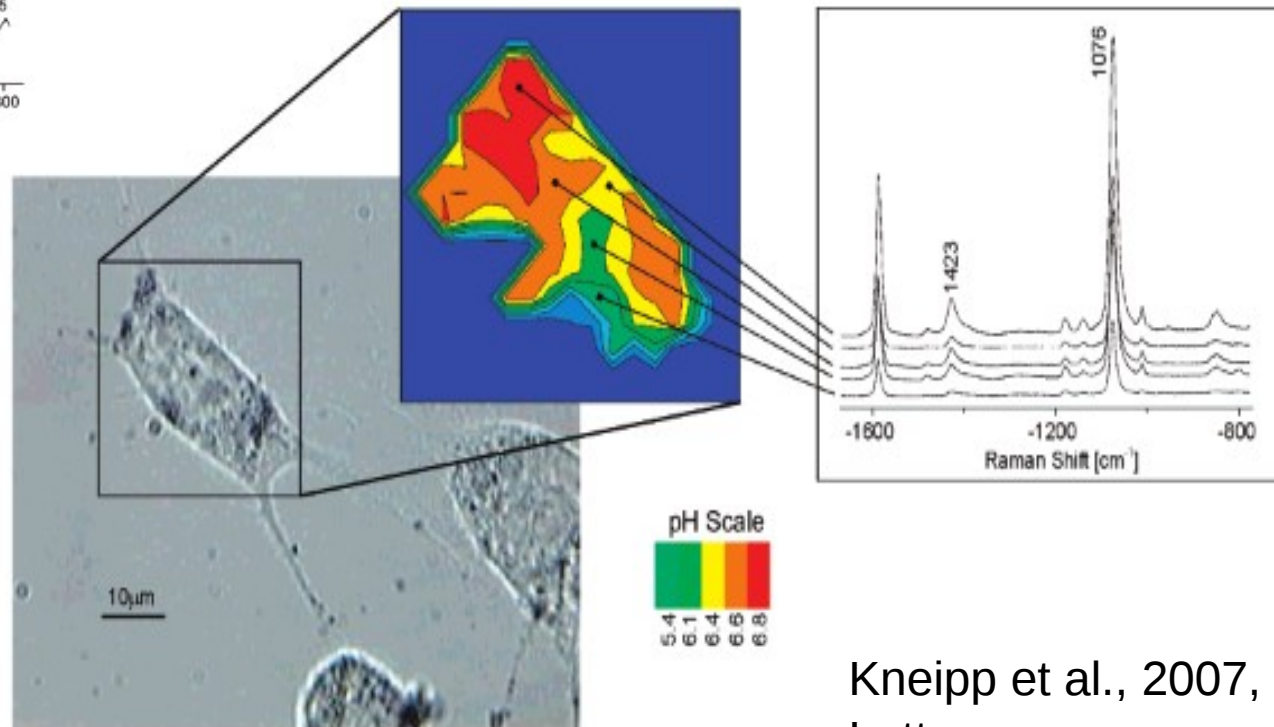 1076
1423
-1600
-1200
-800
Raman Shift [cm⁻¹]
pH Scale
5.4
6.1
6.4
6.6
6.8
10μm
Kneipp et al., 2007,